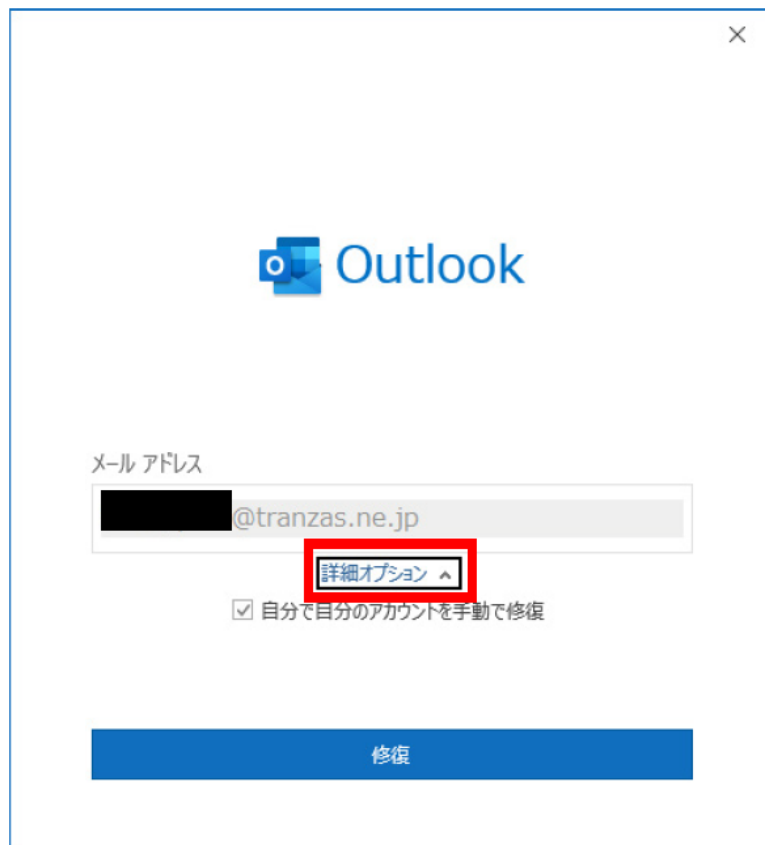 Outlook
メール アドレス
@tranzas.ne.jp
詳細オプション
自分で自分のアカウントを手動で修復
修復